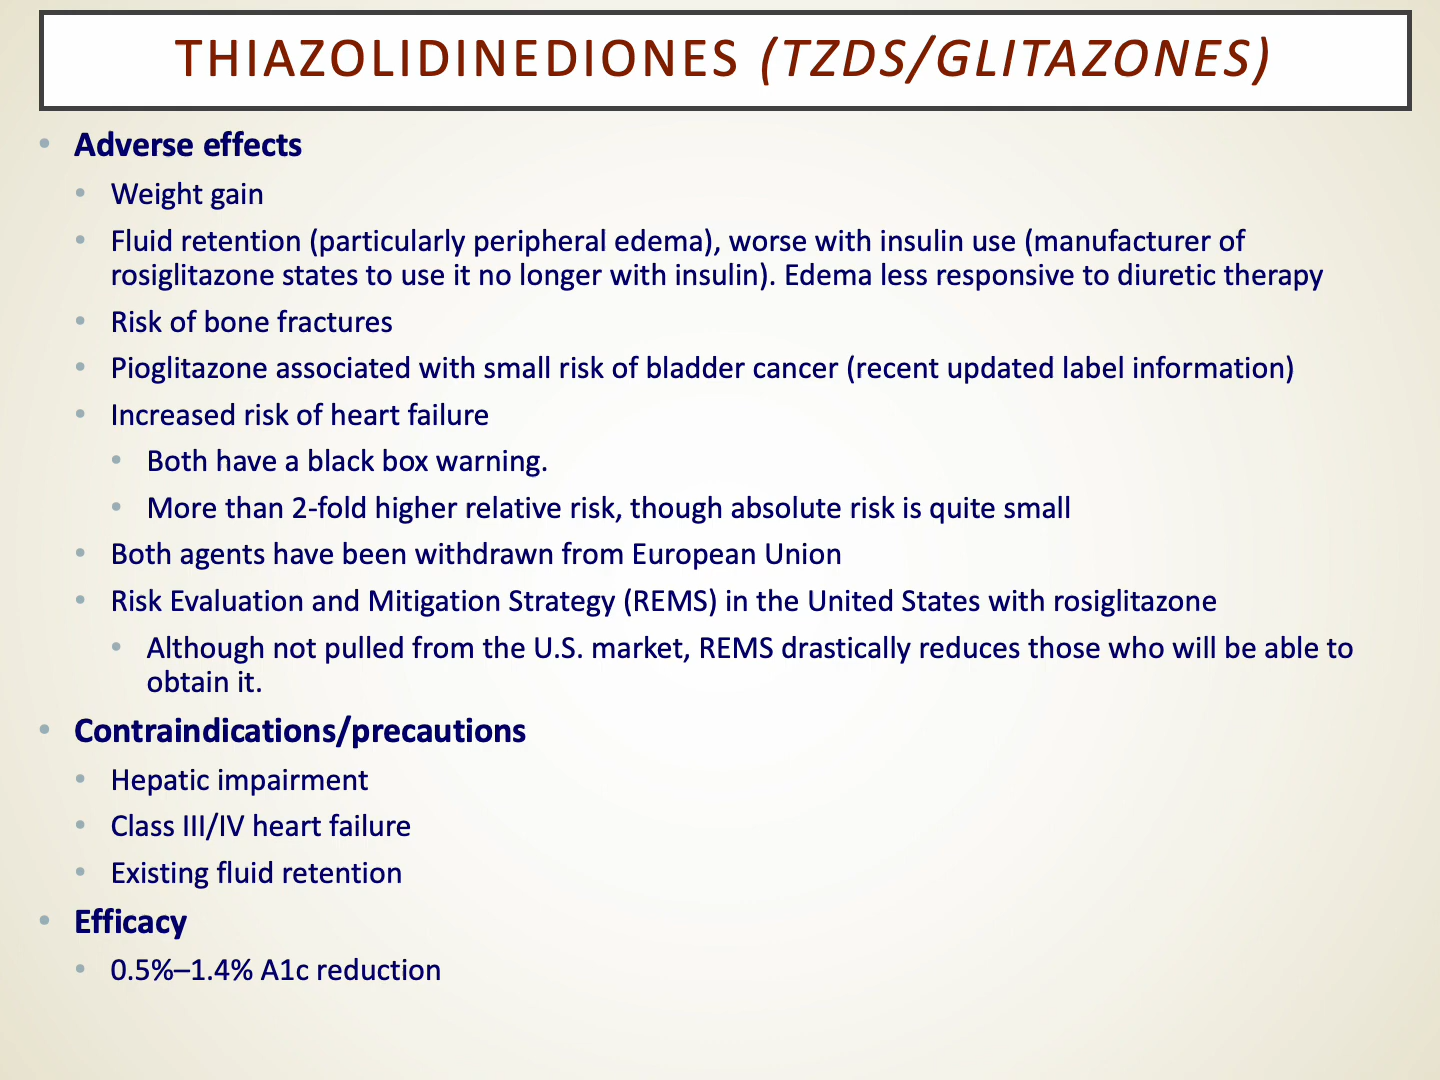 THIAZOLIDINEDIONES (TZDS/GLITAZONES)
• Adverse effects
• Weight gain
• Fluid retention (particularly peripheral edema), worse with insulin use (manufacturer of
rosiglitazone states to use it no longer with insulin). Edema less responsive to diuretic therapy
• Risk of bone fractures
• Pioglitazone associated with small risk of bladder cancer (recent updated label information)
• Increased risk of heart failure
• Both have a black box warning.
• More than 2-fold higher relative risk, though absolute risk is quite small
• Both agents have been withdrawn from European Union
• Risk Evaluation and Mitigation Strategy (REMS) in the United States with rosiglitazone
• Although not pulled from the U.S. market, REMS drastically reduces those who will be able to
obtain it.
• Contraindications/precautions
• Hepatic impairment
• Class III/IV heart failure
• Existing fluid retention
• Efficacy
• 0.5%–1.4% A1c reduction